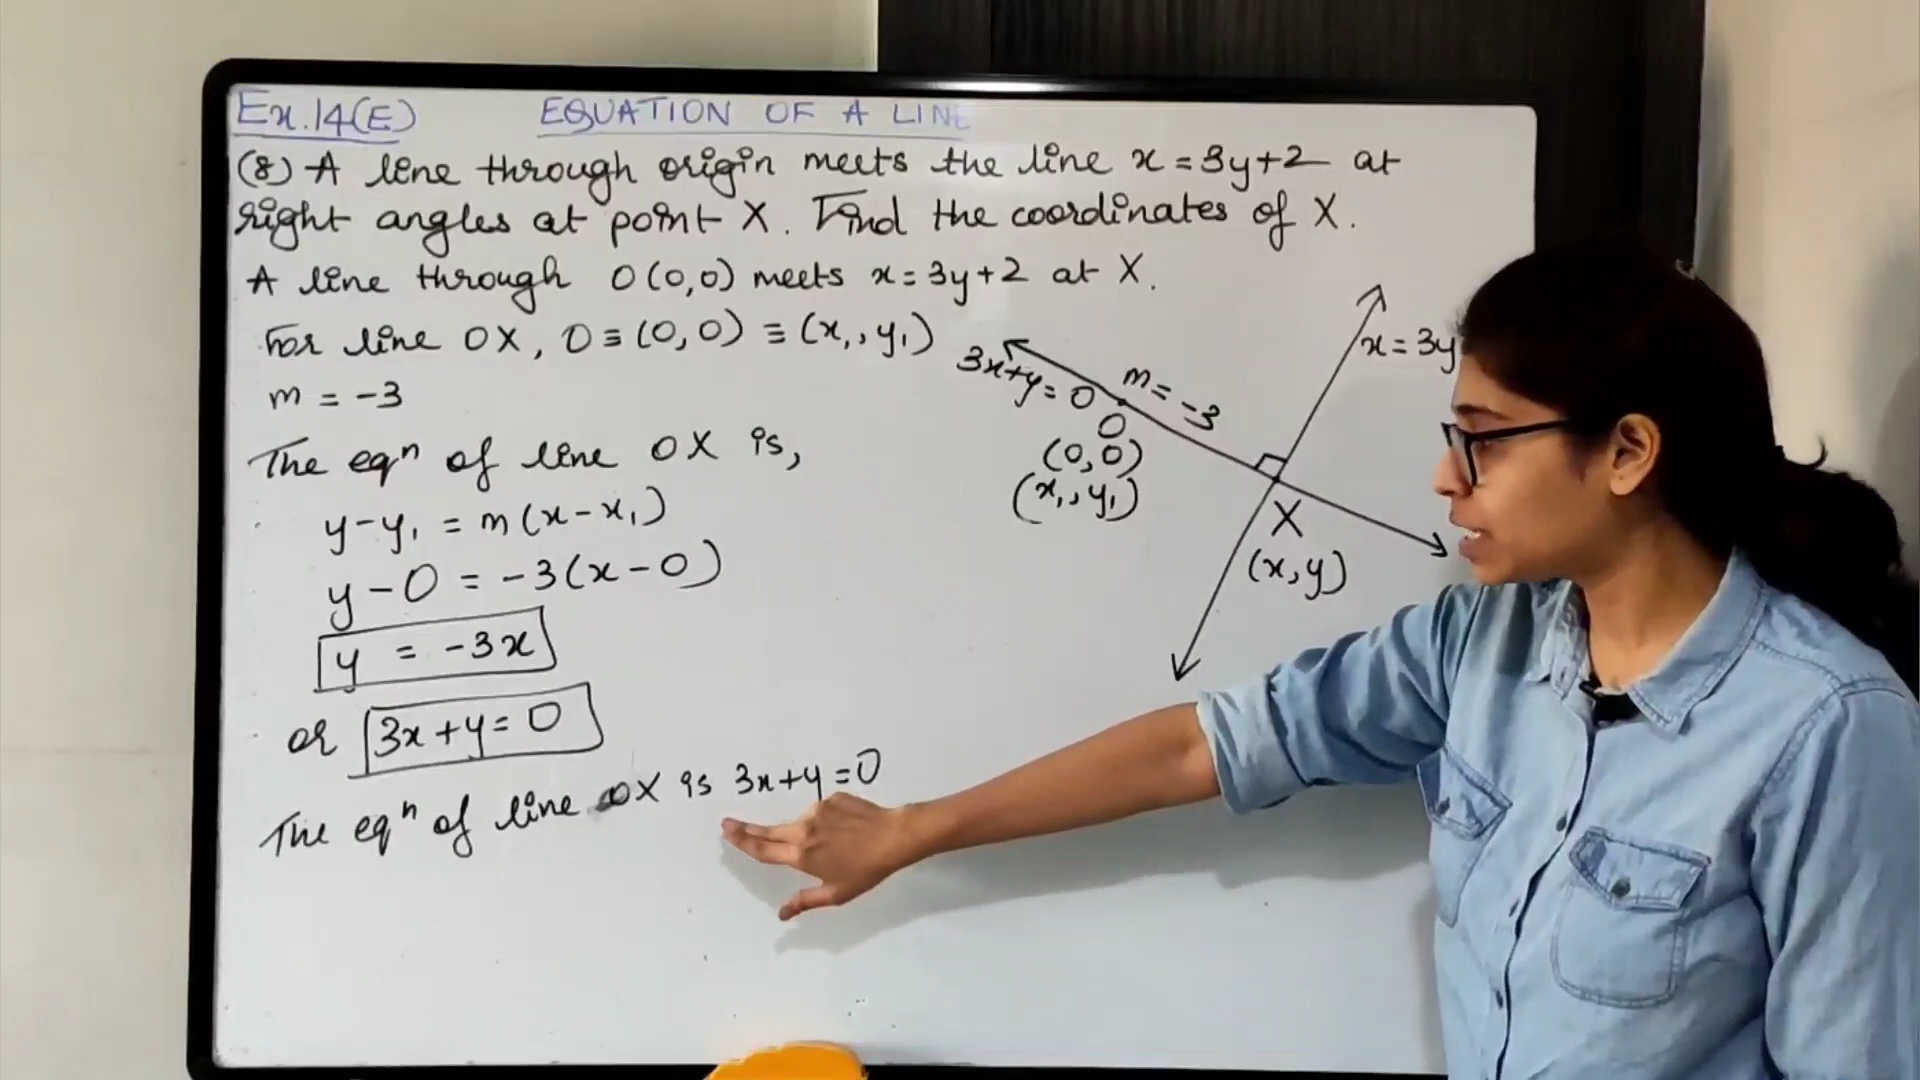 Ex.14(E) EQUATION OF A LINE
(8) A line through origin meets the line x = 3y+2 at
right angles at point X. Find the coordinates of X.
A line through O(0,0) meets x = 3y+2 at X.
For line OX, O ≡ (0,0) ≡ (x₁, y₁)
m = -3
The eqⁿ of line OX is,
y-y₁ = m(x-x₁)
y-0 = -3(x-0)
y = -3x
or 3x+y=0
The eqⁿ of line OX is 3x+y=0
x = 3y
3x+y=0
m = -3
O
(0,0)
(x₁, y₁)
X
(x,y)